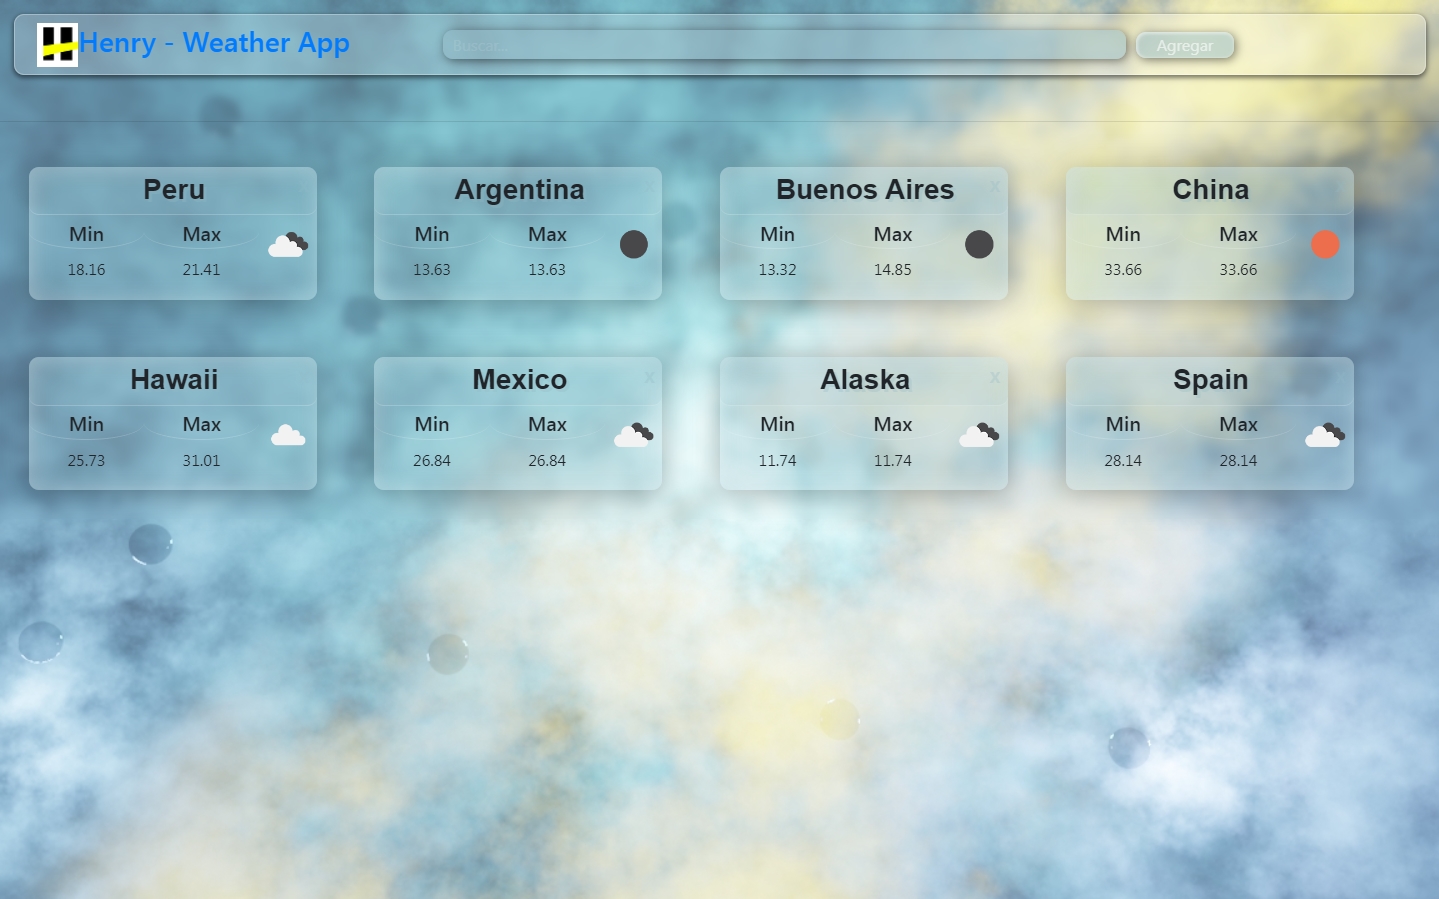 Henry - Weather App
Buscar...
Agregar
Peru
Min Max
18.16 21.41
Argentina
x
Min Max
13.63 13.63
Buenos Aires
x
Min Max
13.32 14.85
China
Min Max
33.66 33.66
Hawaii
Min Max
25.73 31.01
Mexico
x
Min Max
26.84 26.84
Alaska
x
Min Max
11.74 11.74
Spain
Min Max
28.14 28.14